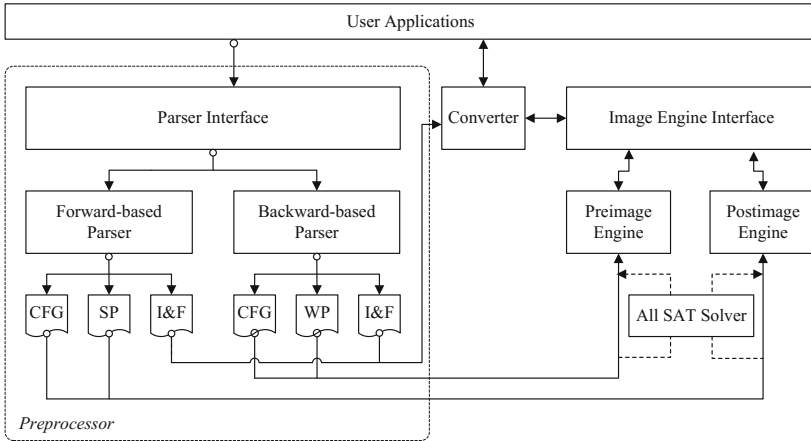 User Applications
Parser Interface
Converter
Image Engine Interface
Forward-based
Parser
Backward-based
Parser
Preimage
Engine
Postimage
Engine
CFG
SP
I&F
CFG
WP
I&F
All SAT Solver
Preprocessor